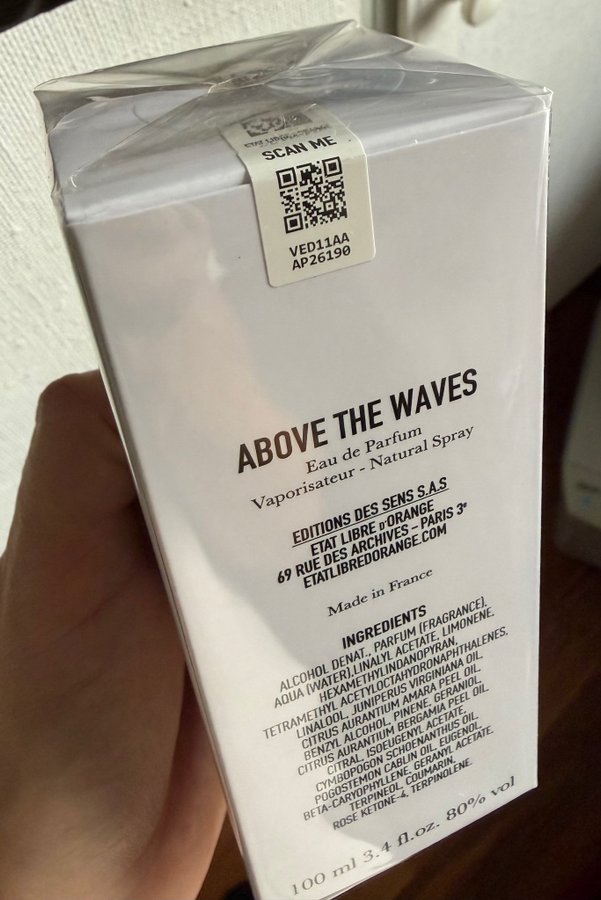 SCAN ME
VED11AA
AP26190
ABOVE THE WAVES
Eau de Parfum
Vaporisateur - Natural Spray
EDITIONS DES SENS S.A.S
ETAT LIBRE D'ORANGE
69 RUE DES ARCHIVES – PARIS 3e
ETATLIBREDORANGE.COM
Made in France
INGREDIENTS
ALCOHOL DENAT., PARFUM (FRAGRANCE),
AQUA (WATER), LINALYL ACETATE, LIMONENE,
HEXAMETHYLINDANOPYRAN,
TETRAMETHYL ACETYLOCTAHYDRONAPHTHALENES,
LINALOOL, JUNIPERUS VIRGINIANA OIL,
CITRUS AURANTIUM AMARA PEEL OIL,
BENZYL ALCOHOL, PINENE, GERANIOL,
CITRUS AURANTIUM BERGAMIA PEEL OIL,
CITRAL, ISOEUGENYL ACETATE,
CYMBOPOGON SCHOENANTHUS OIL,
POGOSTEMON CABLIN OIL, EUGENOL,
BETA-CARYOPHYLLENE, GERANYL ACETATE,
TERPINEOL, COUMARIN,
ROSE KETONE-4, TERPINOLENE.
100 ml 3.4 fl.oz. 80% vol